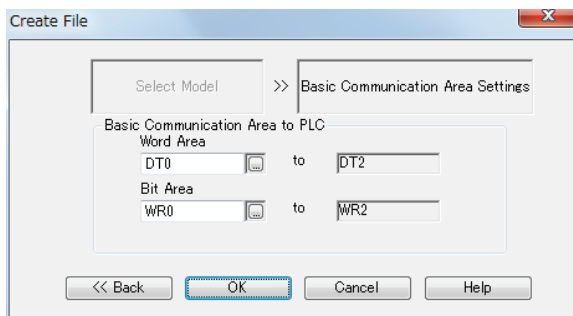 Create File
x
Select Model >> Basic Communication Area Settings
Basic Communication Area to PLC
Word Area
DT0 ... to DT2
Bit Area
WR0 ... to WR2
<< Back OK Cancel Help